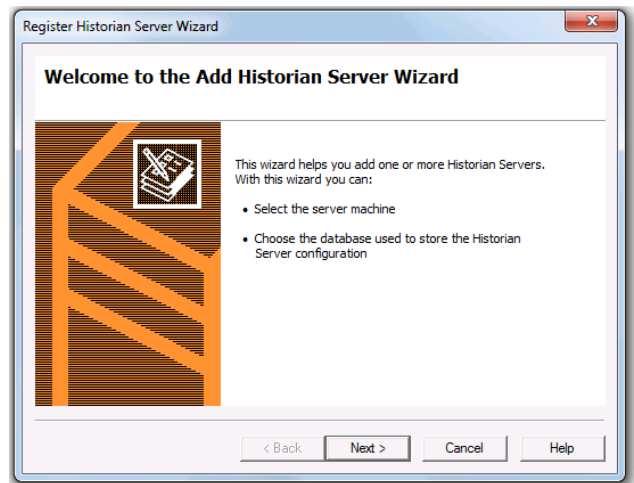 Register Historian Server Wizard
Welcome to the Add Historian Server Wizard
This wizard helps you add one or more Historian Servers.
With this wizard you can:
• Select the server machine
• Choose the database used to store the Historian
Server configuration
< Back
Next >
Cancel
Help